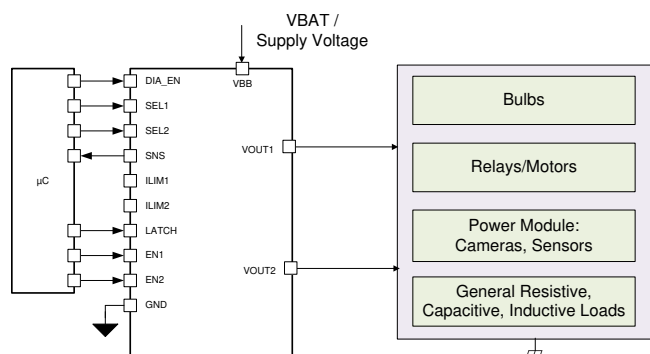 VBAT /
Supply Voltage
µC
DIA_EN
SEL1
SEL2
SNS
ILIM1
ILIM2
LATCH
EN1
EN2
GND
VBB
VOUT1
VOUT2
Bulbs
Relays/Motors
Power Module:
Cameras, Sensors
General Resistive,
Capacitive, Inductive Loads